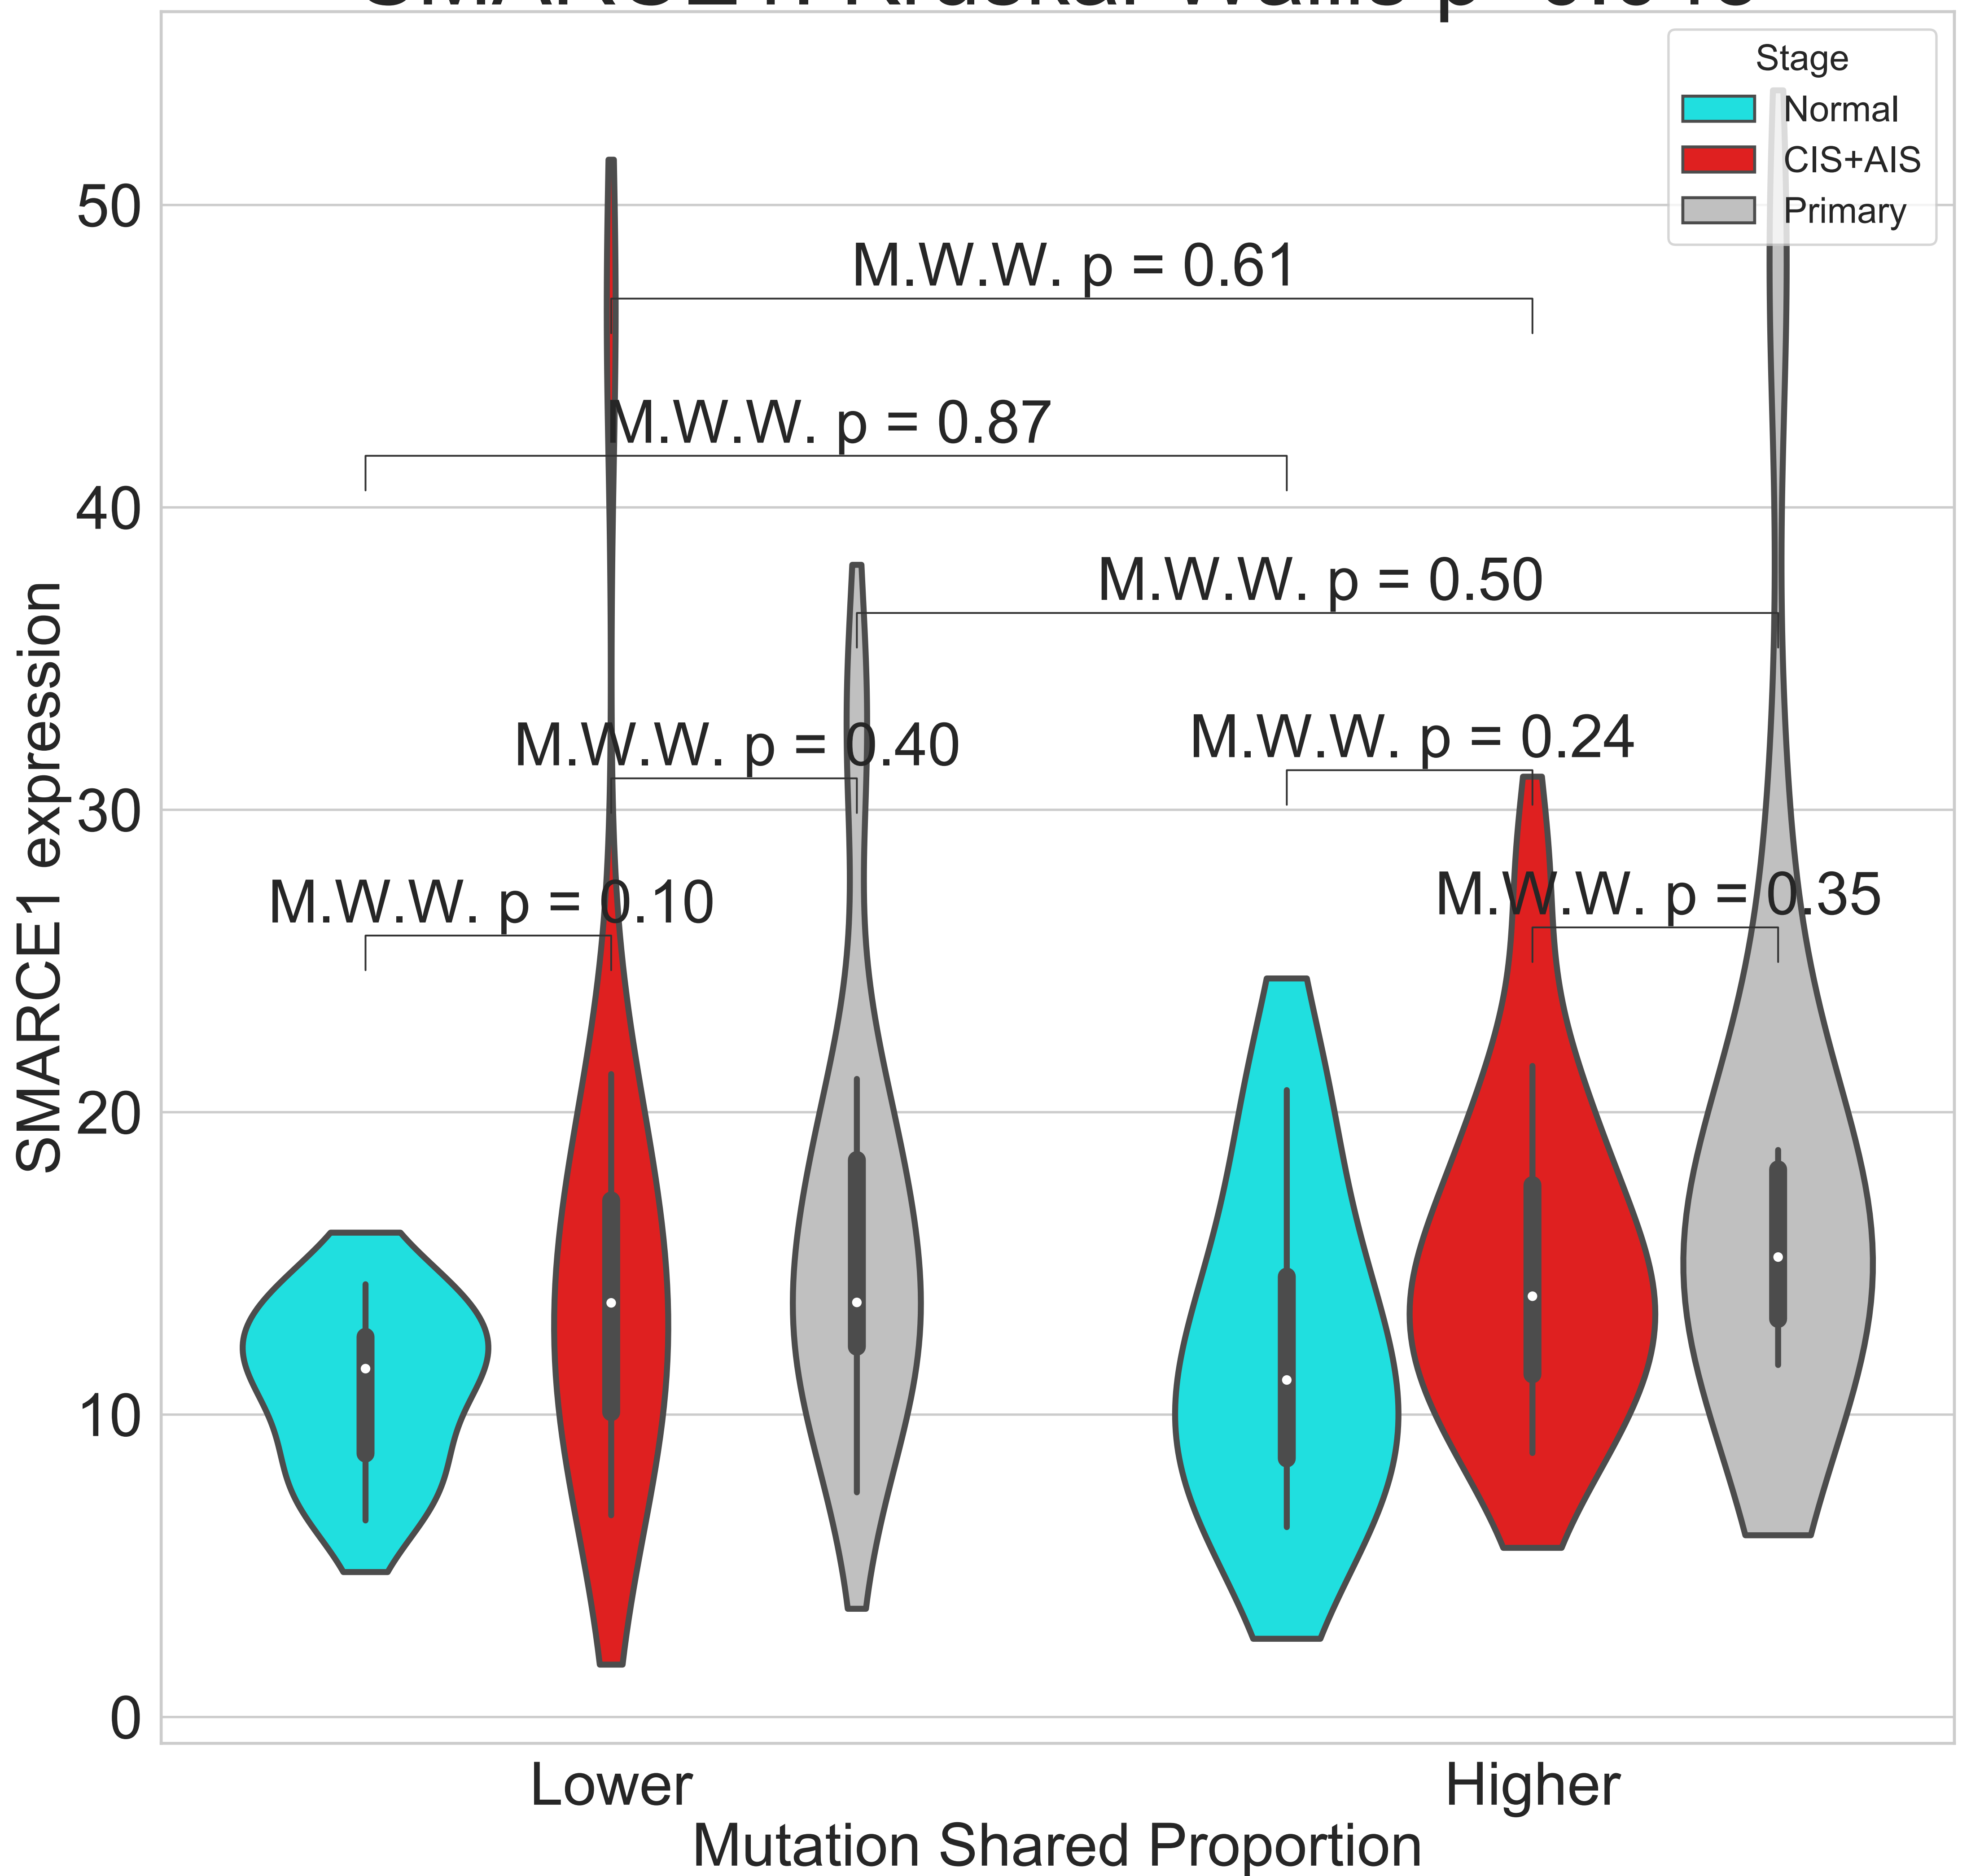 Stage
Normal
CIS+AIS
Primary
M.W.W. p = 0.61
M.W.W. p = 0.87
M.W.W. p = 0.50
M.W.W. p = 0.40
M.W.W. p = 0.24
M.W.W. p = 0.10
M.W.W. p = 0.35
50
40
30
20
10
0
SMARCE1 expression
Lower
Higher
Mutation Shared Proportion